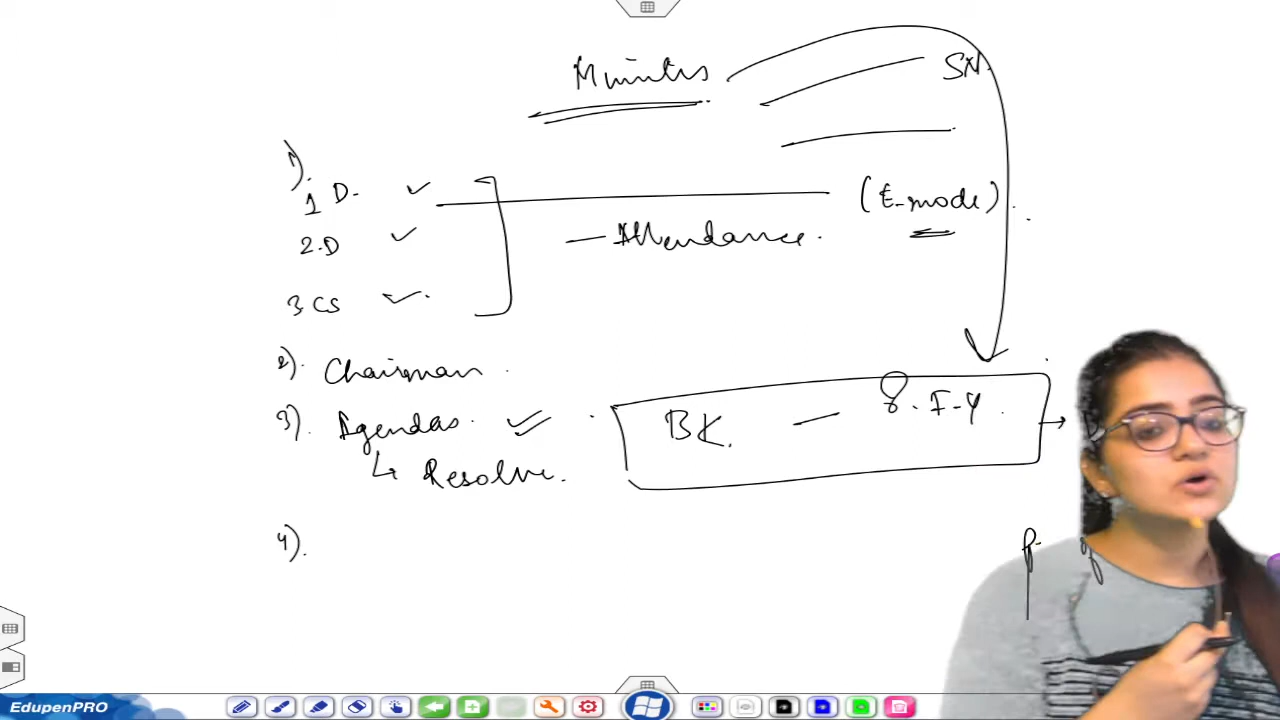 Minutes SN.
1).
1 D.
2.D
3. CS
(E-mode)
— Attendance.
2). Chairman.
3). Agendas.
↳ Resolve.
BK. — 8.F.Y.
4).
EdupenPRO